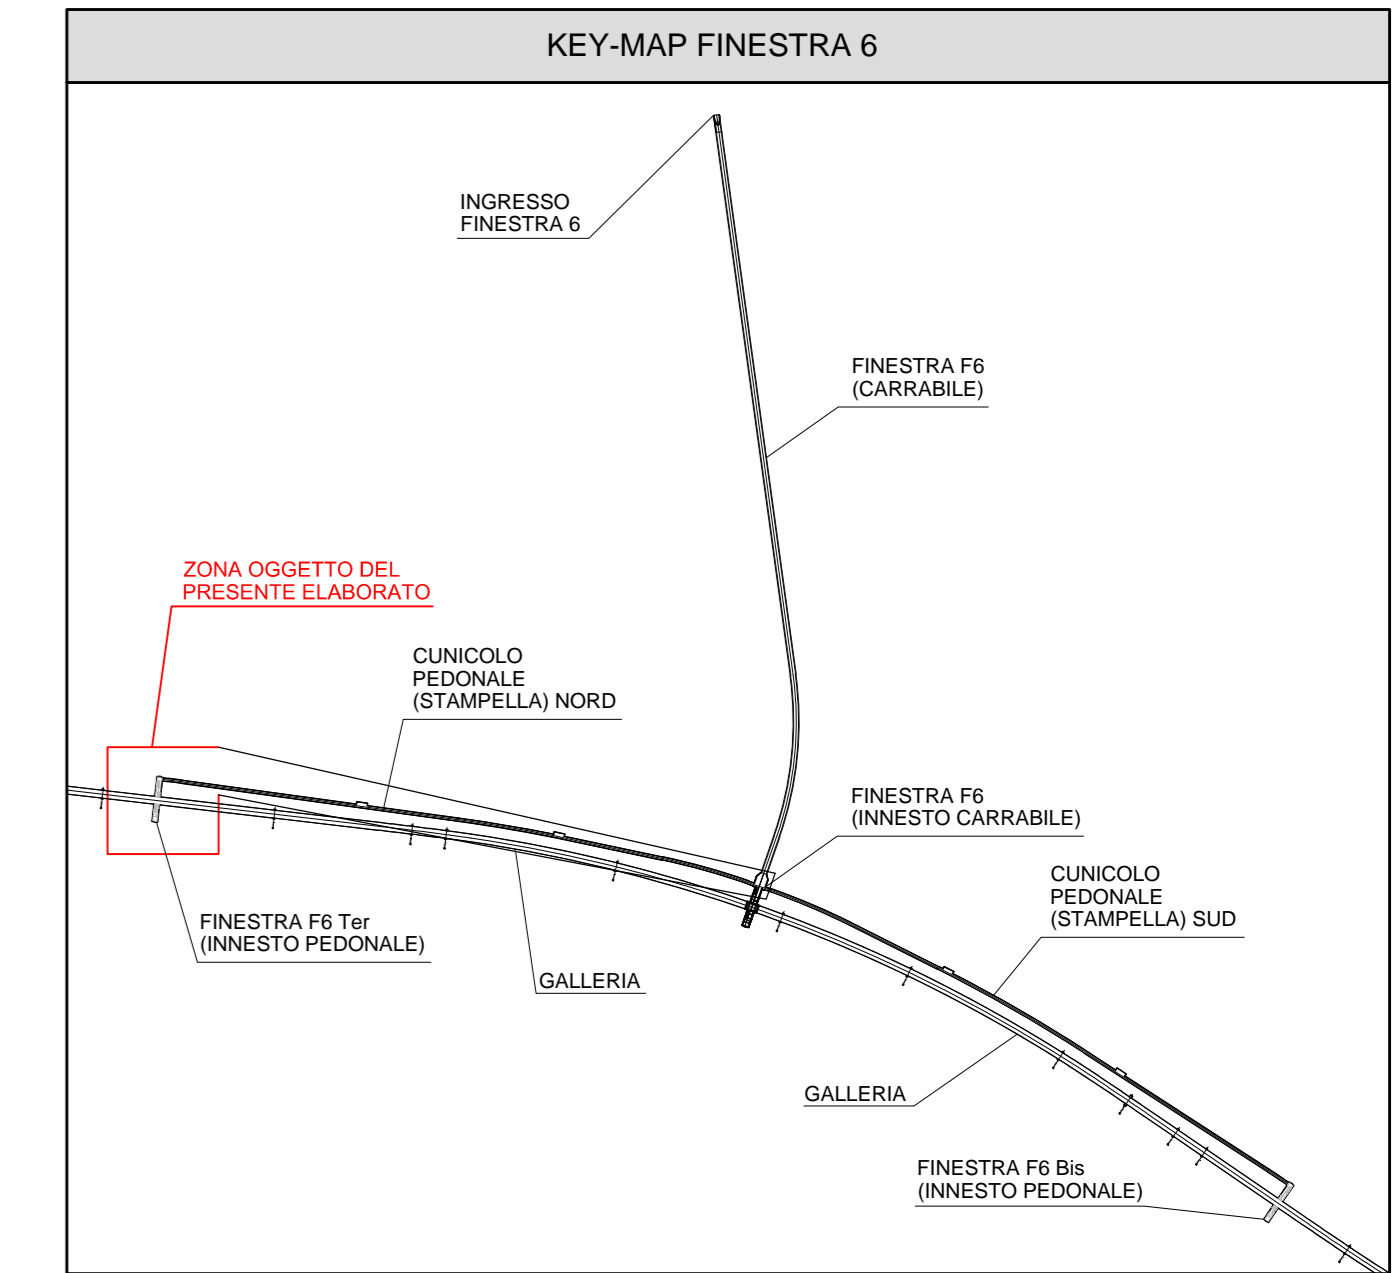 KEY-MAP FINESTRA 6
INGRESSO
FINESTRA 6
FINESTRA F6
(CARRABILE)
ZONA OGGETTO DEL
PRESENTE ELABORATO
CUNICOLO
PEDONALE
(STAMPELLA) NORD
FINESTRA F6
(INNESTO CARRABILE)
CUNICOLO
PEDONALE
(STAMPELLA) SUD
FINESTRA F6 Ter
(INNESTO PEDONALE)
GALLERIA
GALLERIA
FINESTRA F6 Bis
(INNESTO PEDONALE)